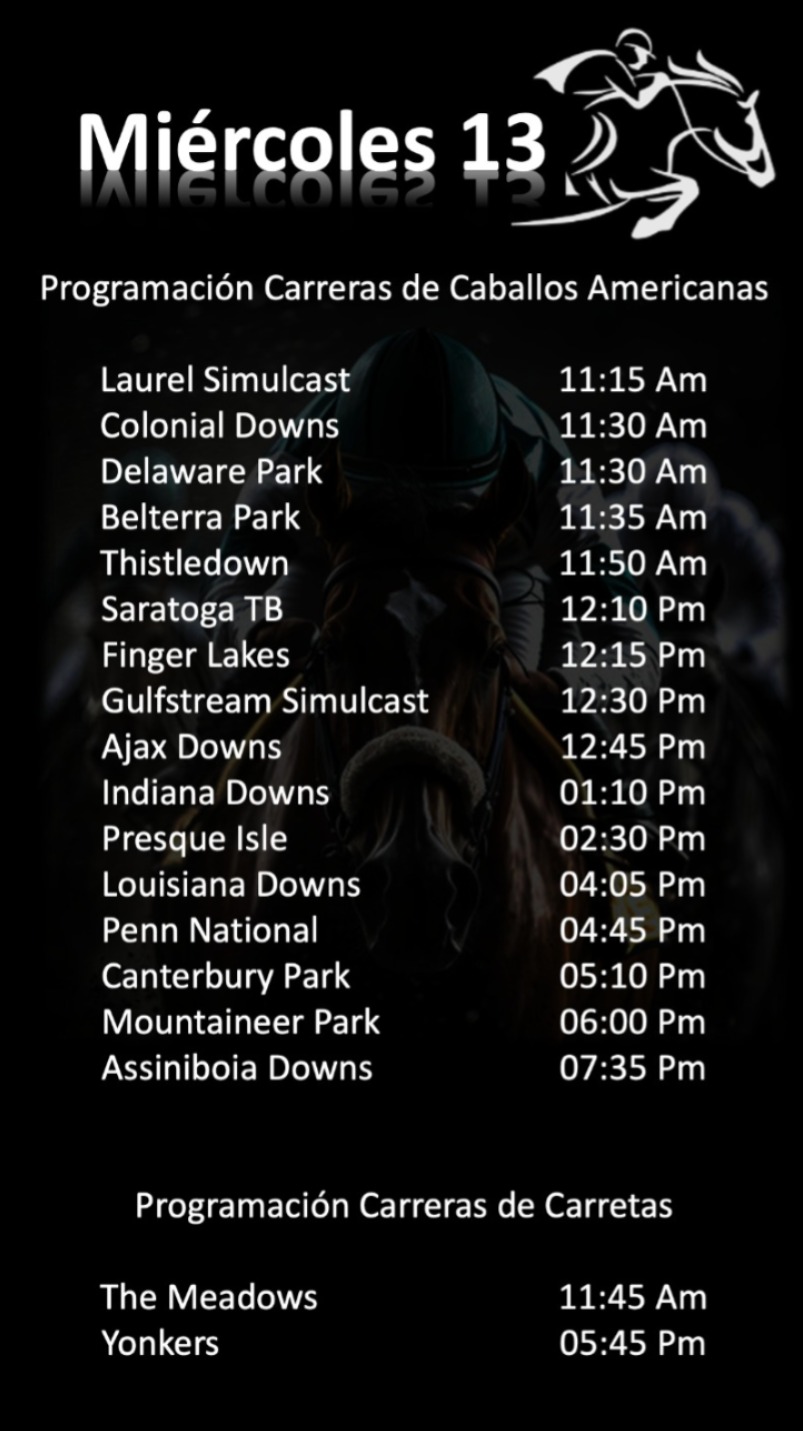 Miércoles 13
Programación Carreras de Caballos Americanas
Laurel Simulcast 11:15 Am
Colonial Downs 11:30 Am
Delaware Park 11:30 Am
Belterra Park 11:35 Am
Thistledown 11:50 Am
Saratoga TB 12:10 Pm
Finger Lakes 12:15 Pm
Gulfstream Simulcast 12:30 Pm
Ajax Downs 12:45 Pm
Indiana Downs 01:10 Pm
Presque Isle 02:30 Pm
Louisiana Downs 04:05 Pm
Penn National 04:45 Pm
Canterbury Park 05:10 Pm
Mountaineer Park 06:00 Pm
Assiniboia Downs 07:35 Pm
Programación Carreras de Carretas
The Meadows 11:45 Am
Yonkers 05:45 Pm